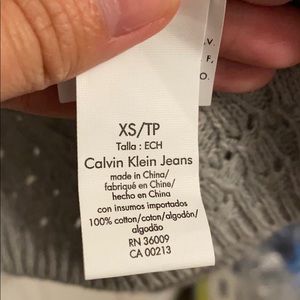 .V.
F,
O.
XS/TP
Talla : ECH
Calvin Klein Jeans
made in China/
fabriqué en Chine/
hecho en China
con insumos importados
100% cotton/coton/algodón/
algodão
RN 36009
CA 00213